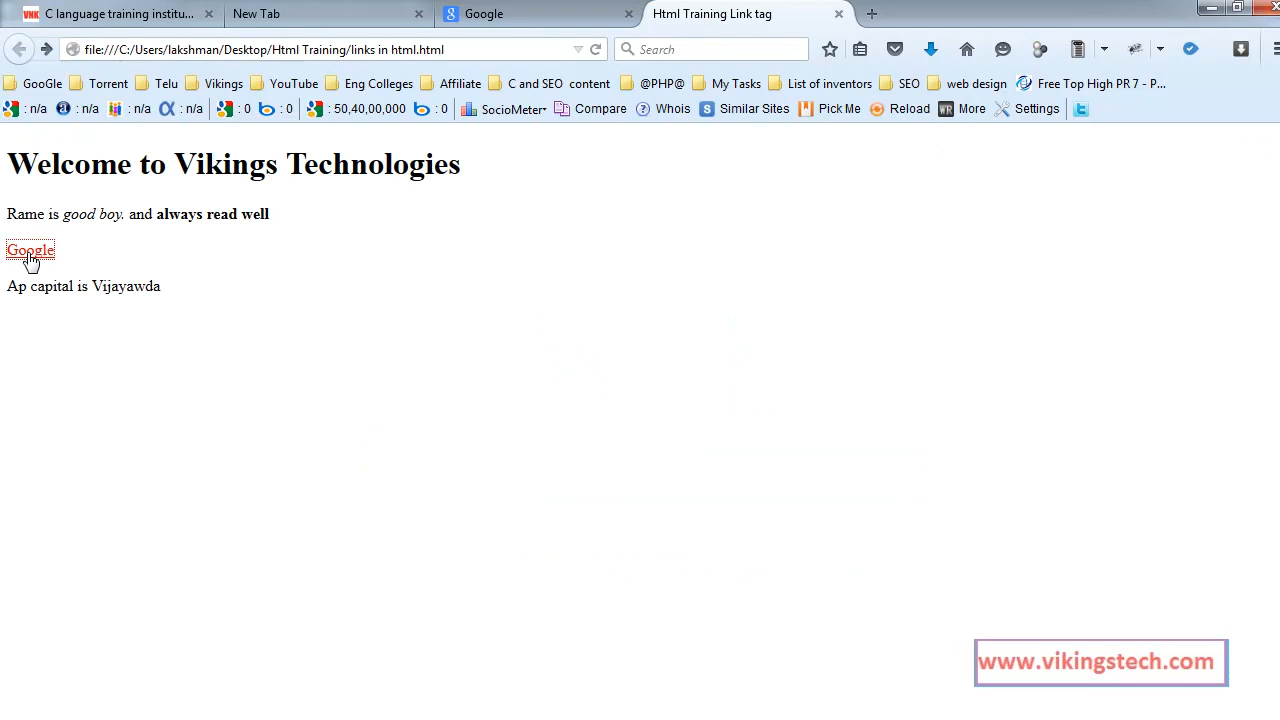 C language training institu...
New Tab
Google
Html Training Link tag
file:///C:/Users/lakshman/Desktop/Html Training/links in html.html
Search
GooGle Torrent Telu Vikings YouTube Eng Colleges Affiliate C and SEO content @PHP@ My Tasks List of inventors SEO web design Free Top High PR 7 - P...
: n/a : n/a : n/a : n/a : 0 : 0 : 50,40,00,000 : 0 SocioMeter Compare Whois Similar Sites Pick Me Reload More Settings
Welcome to Vikings Technologies
Rame is good boy. and always read well
Google
Ap capital is Vijayawda
www.vikingstech.com